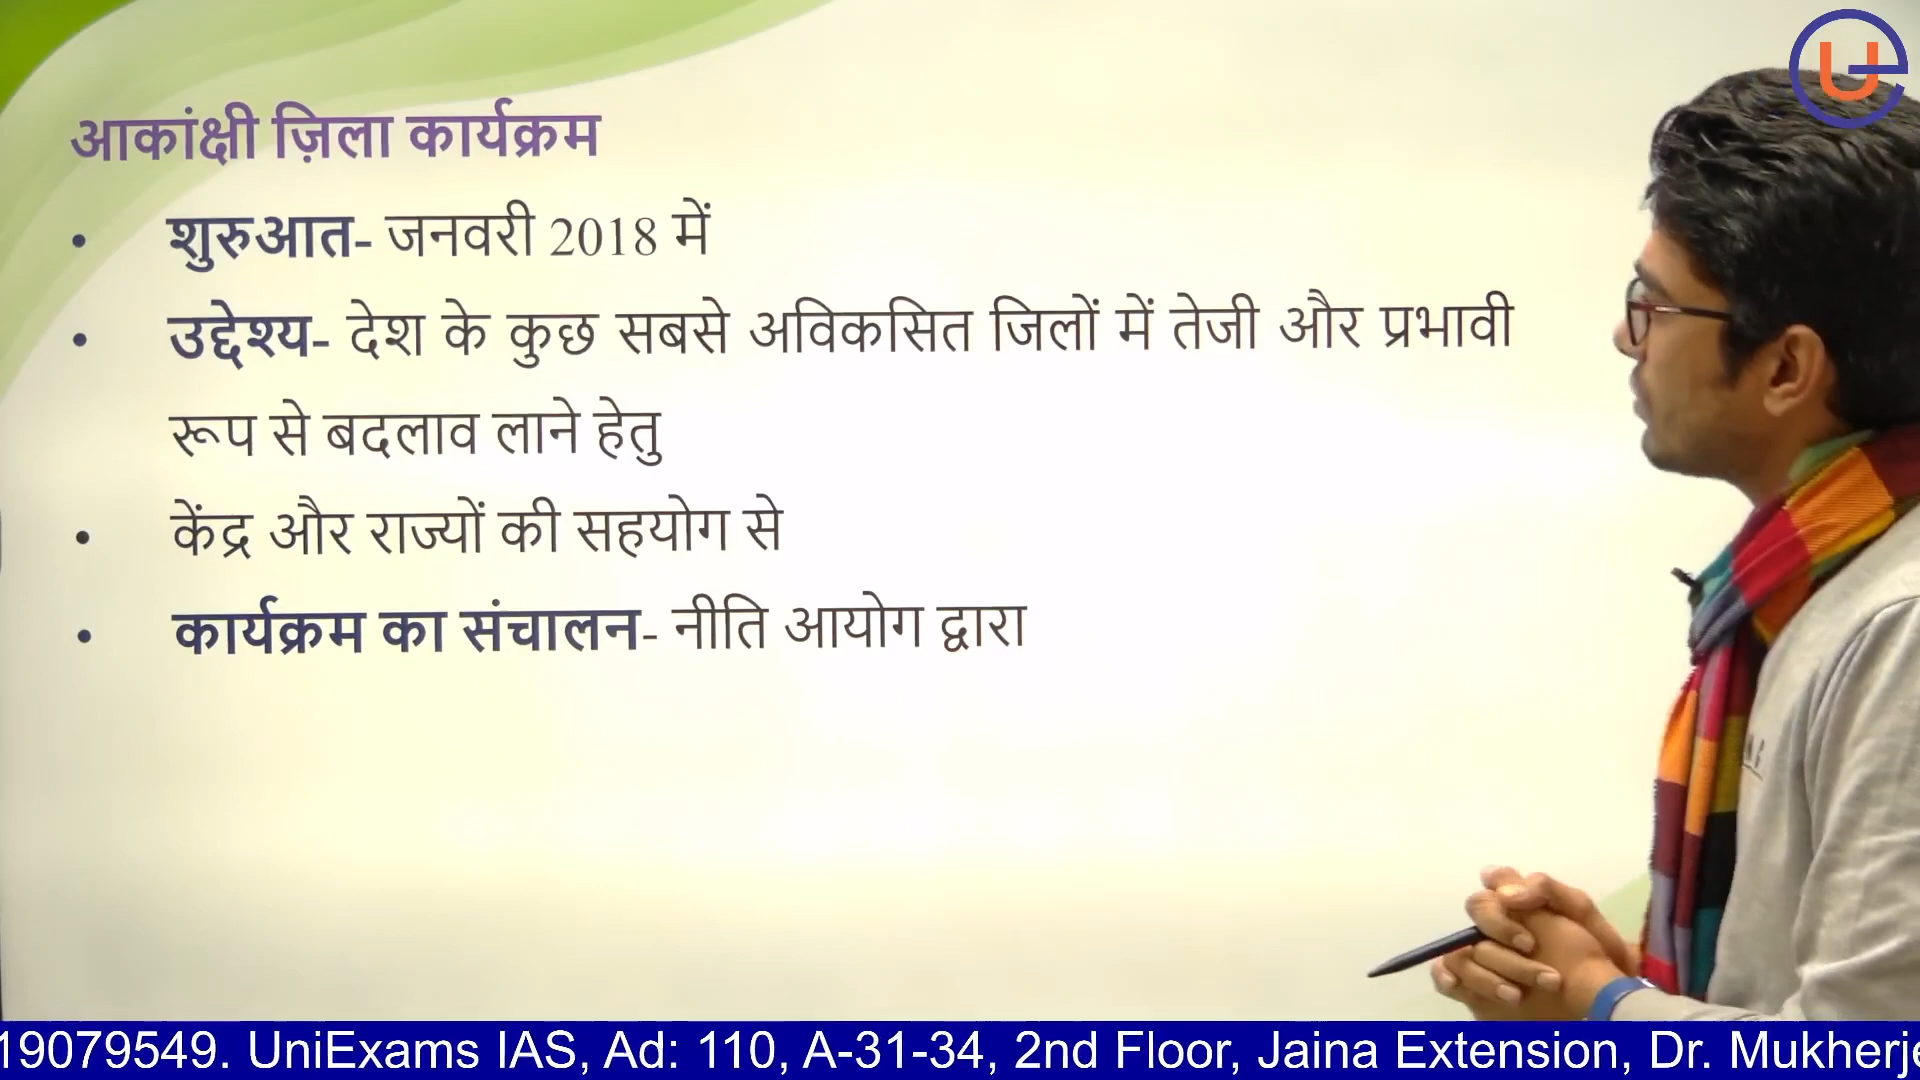 आकांक्षी ज़िला कार्यक्रम
• शुरुआत- जनवरी 2018 में
• उद्देश्य- देश के कुछ सबसे अविकसित जिलों में तेजी और प्रभावी
रूप से बदलाव लाने हेतु
• केंद्र और राज्यों की सहयोग से
• कार्यक्रम का संचालन- नीति आयोग द्वारा
19079549. UniExams IAS, Ad: 110, A-31-34, 2nd Floor, Jaina Extension, Dr. Mukherje